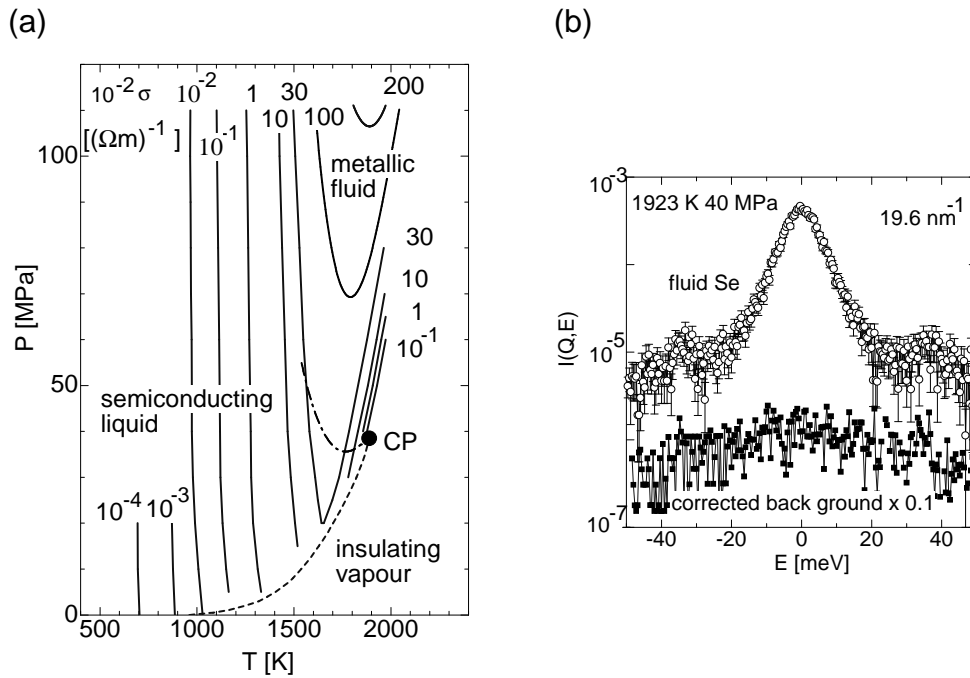 (a)
10⁻² σ 10⁻² 1 30 200
[(Ωm)⁻¹ ] 10⁻¹ 10 100
metallic
fluid
30
10
1
10⁻¹
semiconducting
liquid
CP
10⁻⁴ 10⁻³
insulating
vapour
100
50
0
P [MPa]
500 1000 1500 2000
T [K]
(b)
10⁻³
1923 K 40 MPa 19.6 nm⁻¹
fluid Se
10⁻⁵
I(Q,E)
corrected back ground x 0.1
10⁻⁷
-40 -20 0 20 40
E [meV]